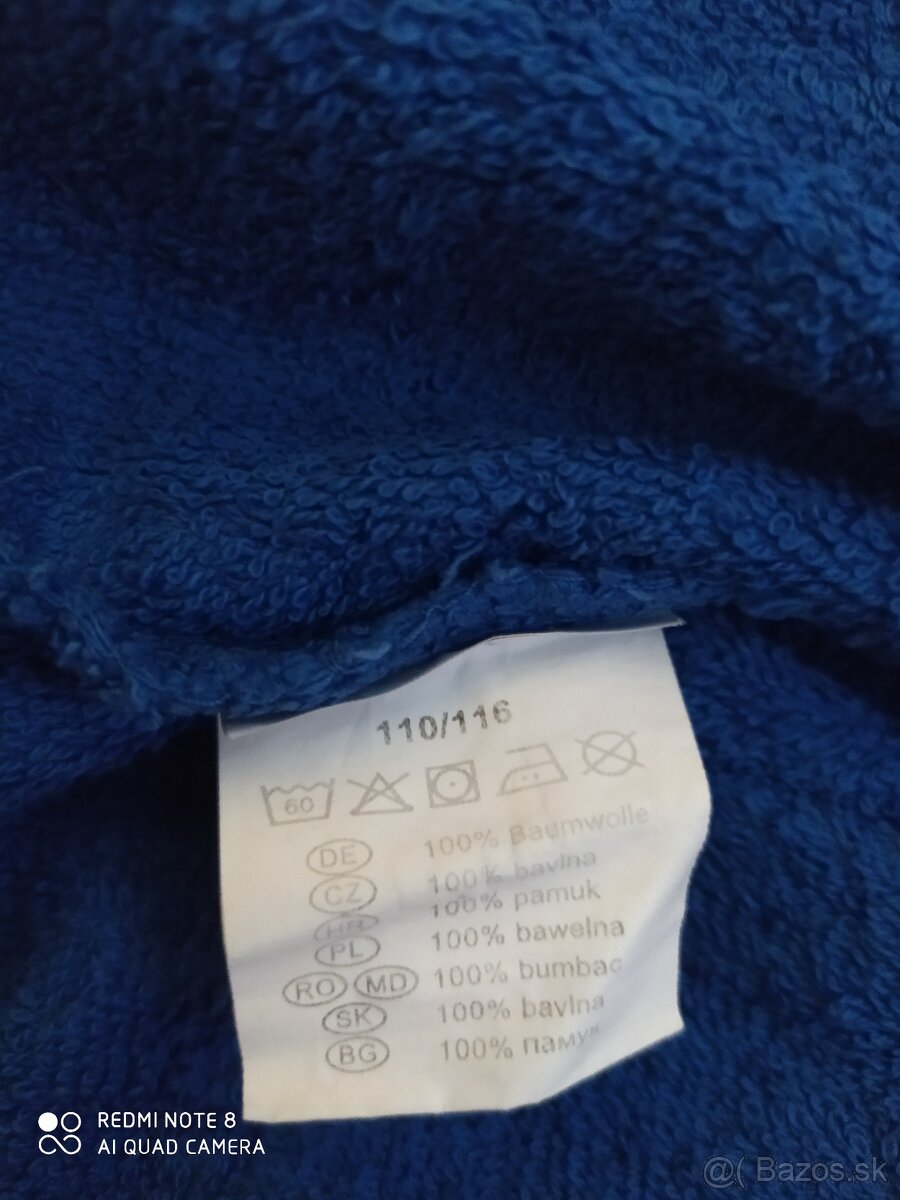 110/116
60
DE 100% Baumwolle
CZ 100% bavlna
HR 100% pamuk
PL 100% bawelna
RO MD 100% bumbac
SK 100% bavlna
BG 100% памук
REDMI NOTE 8
AI QUAD CAMERA
@( Bazos.sk